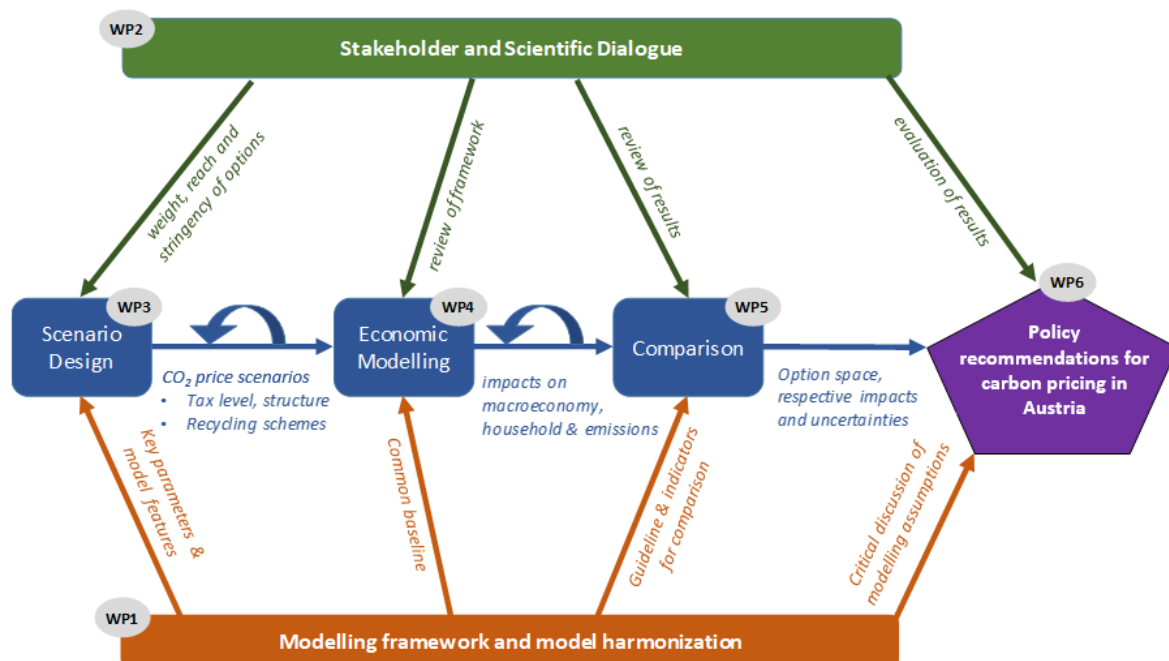 WP2
Stakeholder and Scientific Dialogue
weight, reach and
stringency of options
review of framework
review of results
evaluation of results
WP3
Scenario
Design
WP4
Economic
Modelling
WP5
Comparison
WP6
Policy
recommendations for
carbon pricing in
Austria
CO₂ price scenarios
• Tax level, structure
• Recycling schemes
impacts on
macroeconomy,
household & emissions
Option space,
respective impacts
and uncertainties
Key parameters &
model features
Common baseline
Guideline & indicators
for comparison
Critical discussion of
modelling assumptions
WP1
Modelling framework and model harmonization